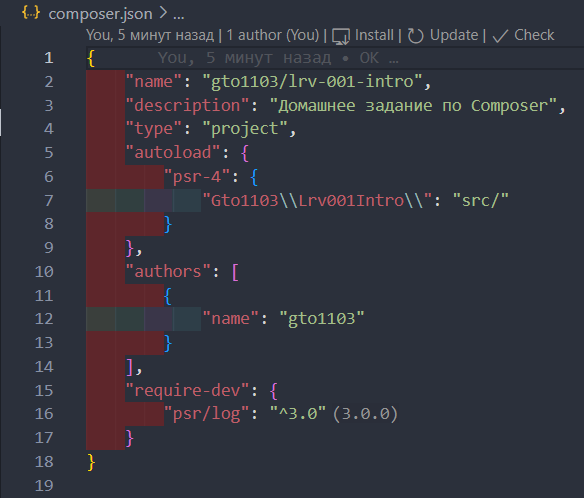 composer.json > ...
You, 5 минут назад | 1 author (You) | Install | Update | Check
1 { You, 5 минут назад • OK …
2 "name": "gto1103/lrv-001-intro",
3 "description": "Домашнее задание по Composer",
4 "type": "project",
5 "autoload": {
6 "psr-4": {
7 "Gto1103\\Lrv001Intro\\": "src/"
8 }
9 },
10 "authors": [
11 {
12 "name": "gto1103"
13 }
14 ],
15 "require-dev": {
16 "psr/log": "^3.0" (3.0.0)
17 }
18 }
19